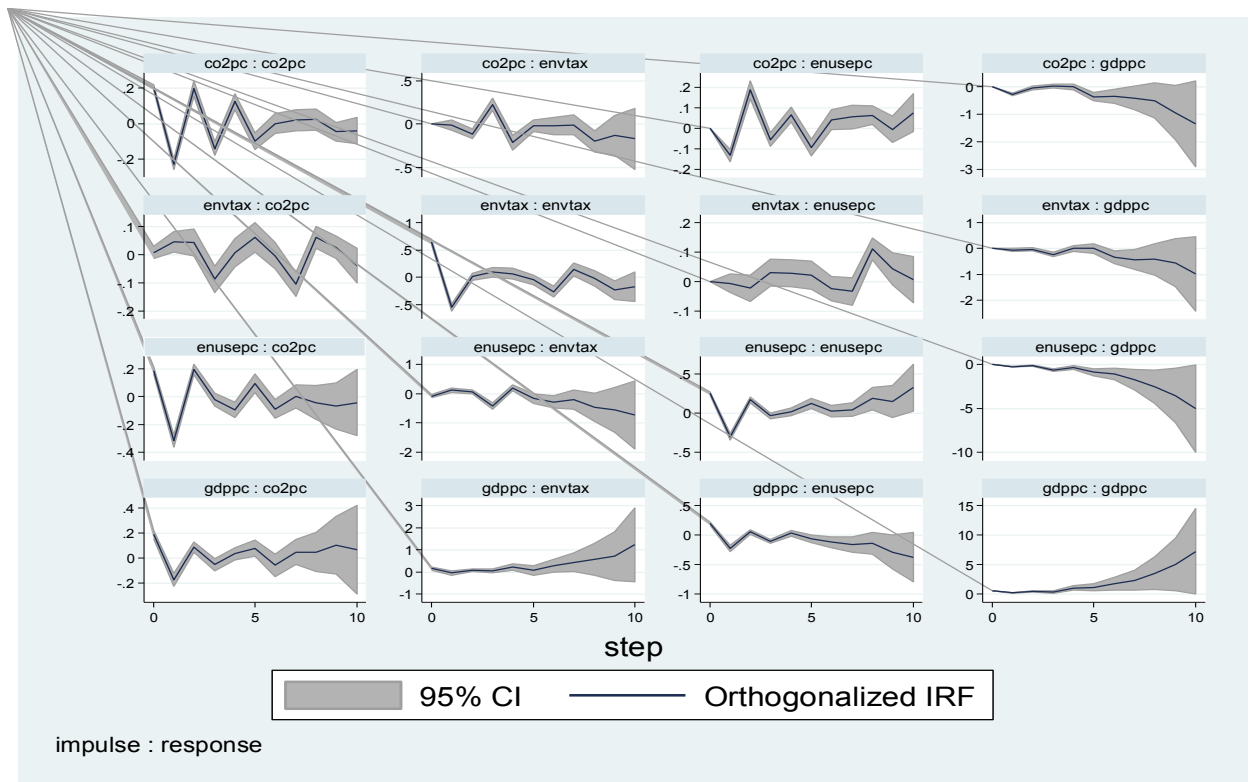 co2pc : co2pc
co2pc : envtax
co2pc : enusepc
co2pc : gdppc
.2
0
-.2
.5
0
-.5
.2
.1
0
-.1
-.2
0
-1
-2
-3
envtax : co2pc
envtax : envtax
envtax : enusepc
envtax : gdppc
.1
0
-.1
-.2
1
.5
0
-.5
.2
.1
0
-.1
1
0
-1
-2
enusepc : co2pc
enusepc : envtax
enusepc : enusepc
enusepc : gdppc
.2
0
-.2
-.4
1
0
-1
-2
.5
0
-.5
0
-5
-10
gdppc : co2pc
gdppc : envtax
gdppc : enusepc
gdppc : gdppc
.4
.2
0
-.2
3
2
1
0
-1
.5
0
-.5
-1
15
10
5
0
0 5 10
0 5 10
0 5 10
0 5 10
step
95% CI
Orthogonalized IRF
impulse : response